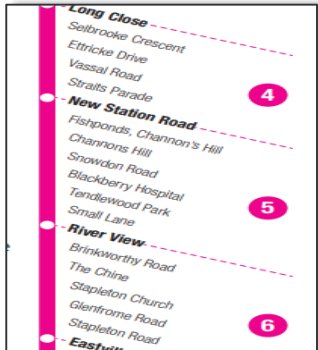 Long Close
Selbrooke Crescent
Ettricke Drive
Vassal Road
Straits Parade
4
New Station Road
Fishponds, Channon's Hill
Channons Hill
Snowdon Road
Blackberry Hospital
Tendlewood Park
Small Lane
5
River View
Brinkworthy Road
The Chine
Stapleton Church
Glenfrome Road
Stapleton Road
6